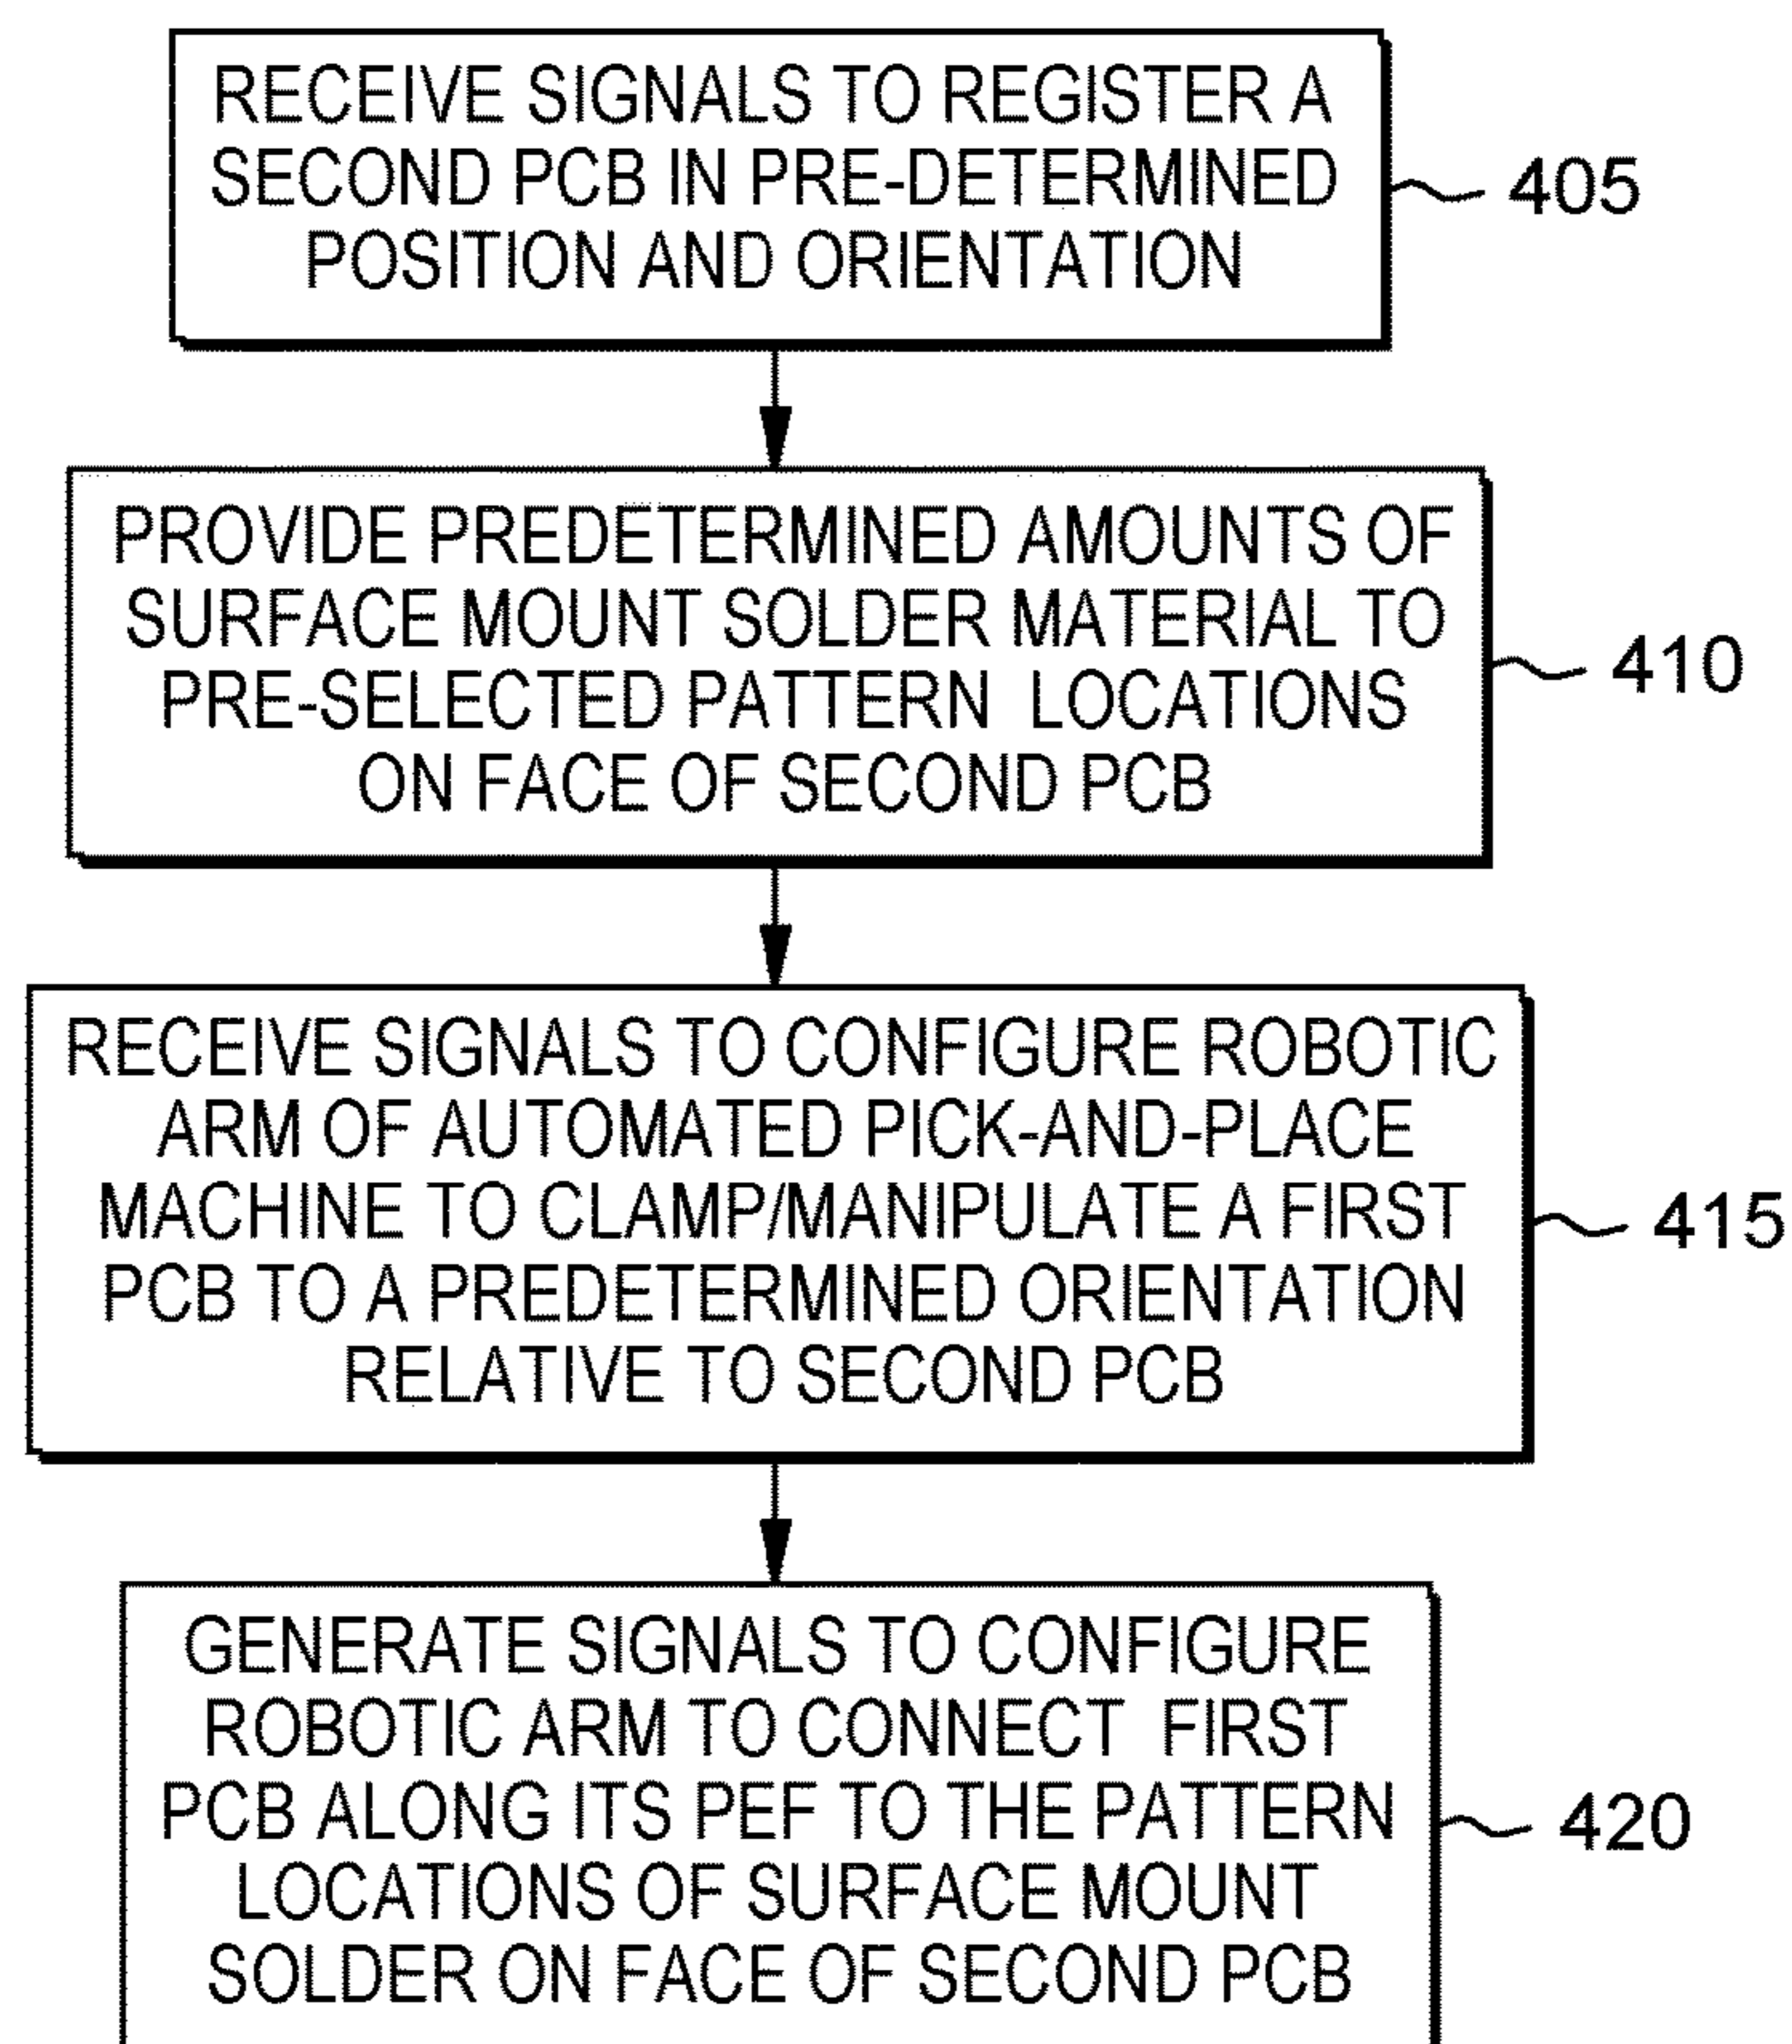 RECEIVE SIGNALS TO REGISTER A
SECOND PCB IN PRE-DETERMINED
POSITION AND ORIENTATION
405
PROVIDE PREDETERMINED AMOUNTS OF
SURFACE MOUNT SOLDER MATERIAL TO
PRE-SELECTED PATTERN LOCATIONS
ON FACE OF SECOND PCB
410
RECEIVE SIGNALS TO CONFIGURE ROBOTIC
ARM OF AUTOMATED PICK-AND-PLACE
MACHINE TO CLAMP/MANIPULATE A FIRST
PCB TO A PREDETERMINED ORIENTATION
RELATIVE TO SECOND PCB
415
GENERATE SIGNALS TO CONFIGURE
ROBOTIC ARM TO CONNECT FIRST
PCB ALONG ITS PEF TO THE PATTERN
LOCATIONS OF SURFACE MOUNT
SOLDER ON FACE OF SECOND PCB
420